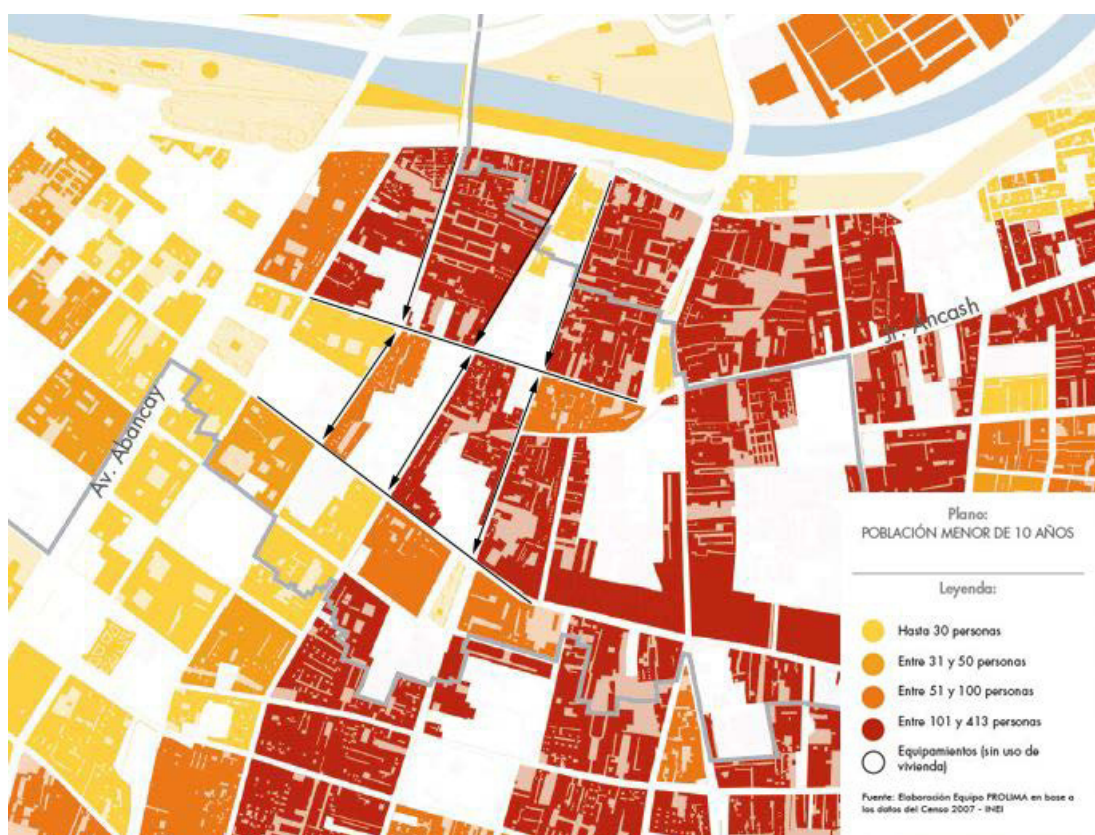 Jr. Ancash
Av. Abancay
Plano:
POBLACIÓN MENOR DE 10 AÑOS
Leyenda:
Hasta 30 personas
Entre 31 y 50 personas
Entre 51 y 100 personas
Entre 101 y 413 personas
Equipamientos (sin uso de
vivienda)
Fuente: Elaboración Equipo PROLIMA en base a
los datos del Censo 2007 - INEI